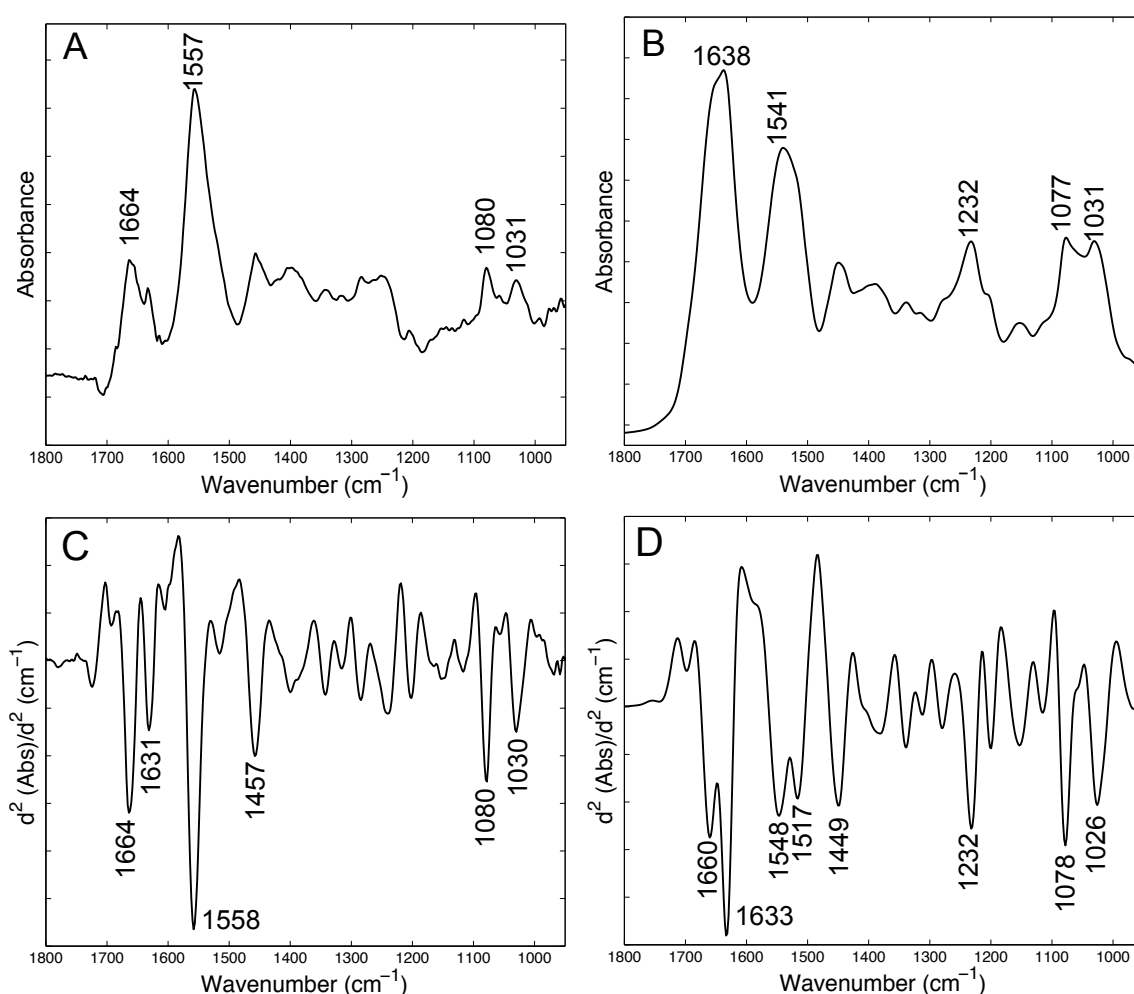 A
1557
1664
1080
1031
Absorbance
1800 1700 1600 1500 1400 1300 1200 1100 1000
Wavenumber (cm⁻¹)
B
1638
1541
1232
1077
1031
Absorbance
1800 1700 1600 1500 1400 1300 1200 1100 1000
Wavenumber (cm⁻¹)
C
1664
1631
1558
1457
1080
1030
d² (Abs)/d² (cm⁻¹)
1800 1700 1600 1500 1400 1300 1200 1100 1000
Wavenumber (cm⁻¹)
D
1660
1633
1548
1517
1449
1232
1078
1026
d² (Abs)/d² (cm⁻¹)
1800 1700 1600 1500 1400 1300 1200 1100 1000
Wavenumber (cm⁻¹)